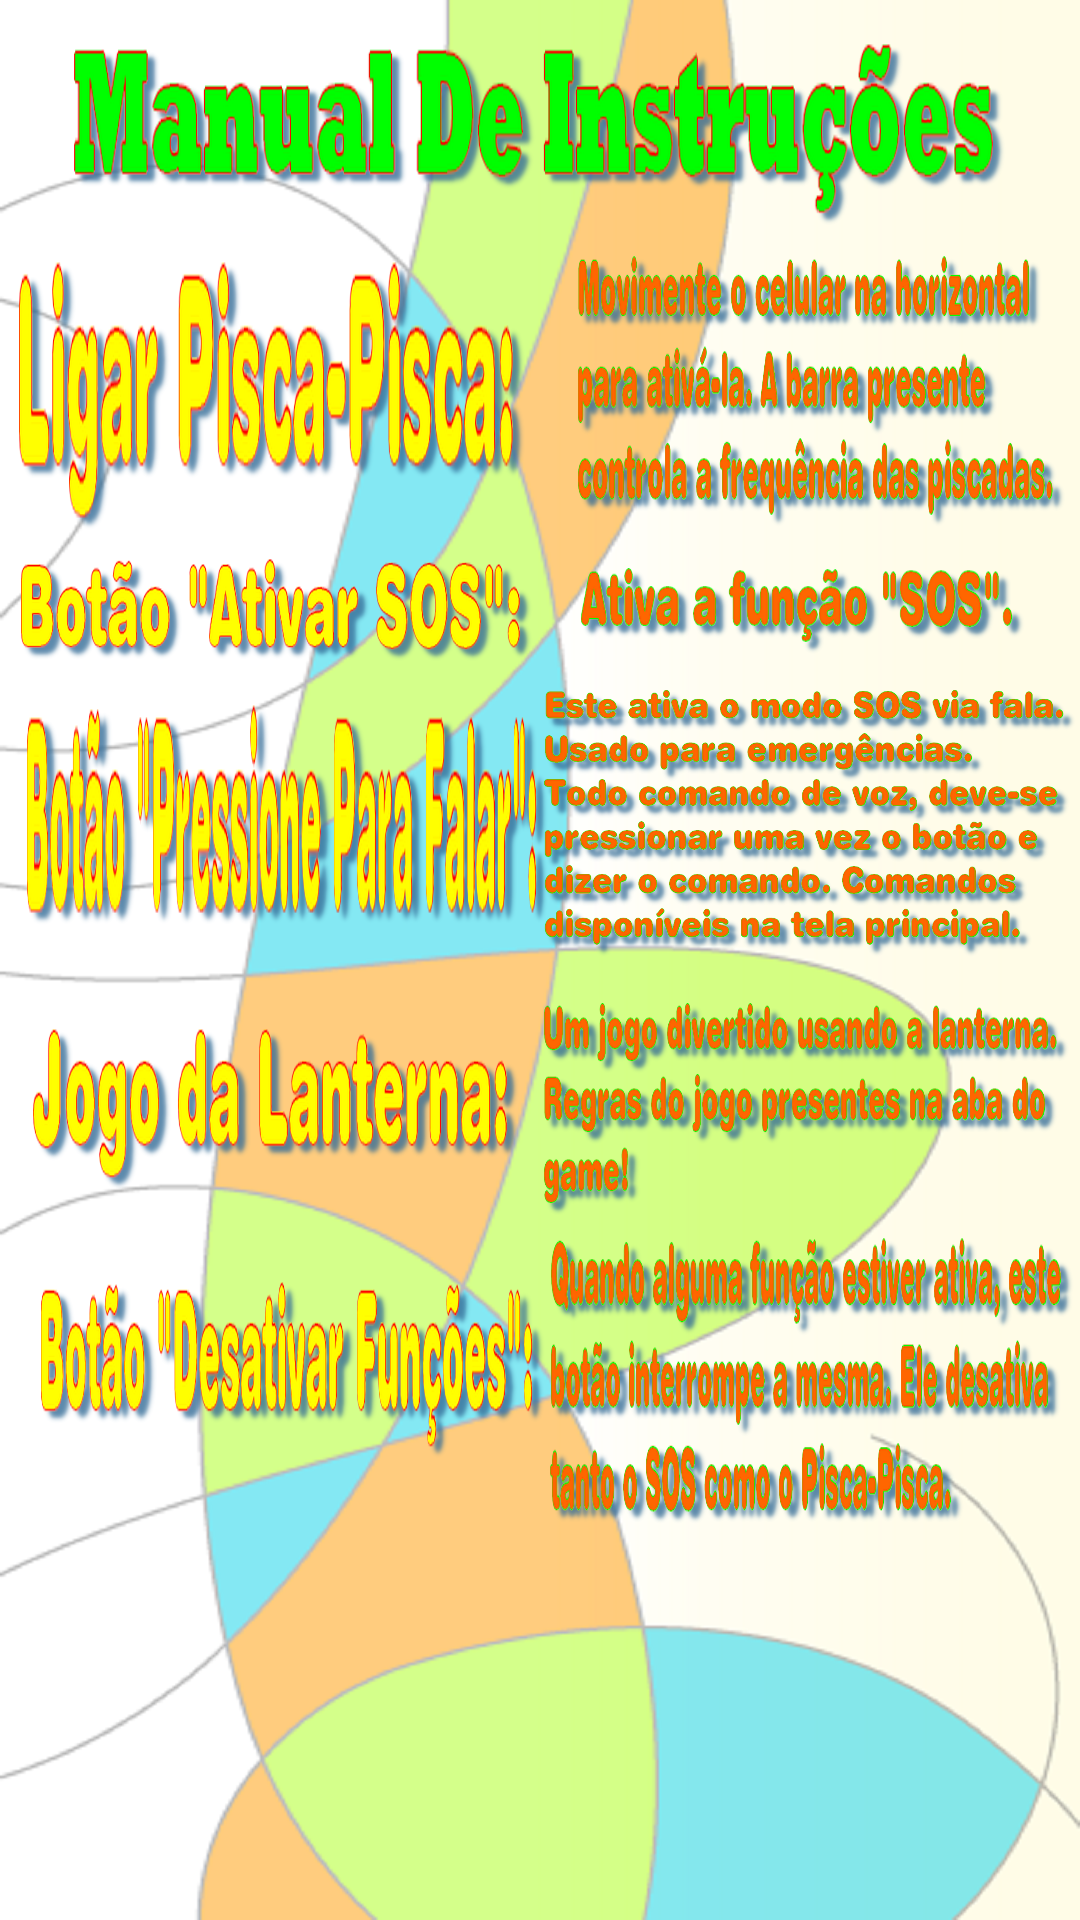 Manual De Instruções
Ligar Pisca-Pisca:
Movimente o celular na horizontal
para ativá-la. A barra presente
controla a frequência das piscadas.
Botão "Ativar SOS":
Ativa a função "SOS".
Botão "Pressione Para Falar":
Este ativa o modo SOS via fala.
Usado para emergências.
Todo comando de voz, deve-se
pressionar uma vez o botão e
dizer o comando. Comandos
disponíveis na tela principal.
Jogo da Lanterna:
Um jogo divertido usando a lanterna.
Regras do jogo presentes na aba do
game!
Botão "Desativar Funções":
Quando alguma função estiver ativa, este
botão interrompe a mesma. Ele desativa
tanto o SOS como o Pisca-Pisca.